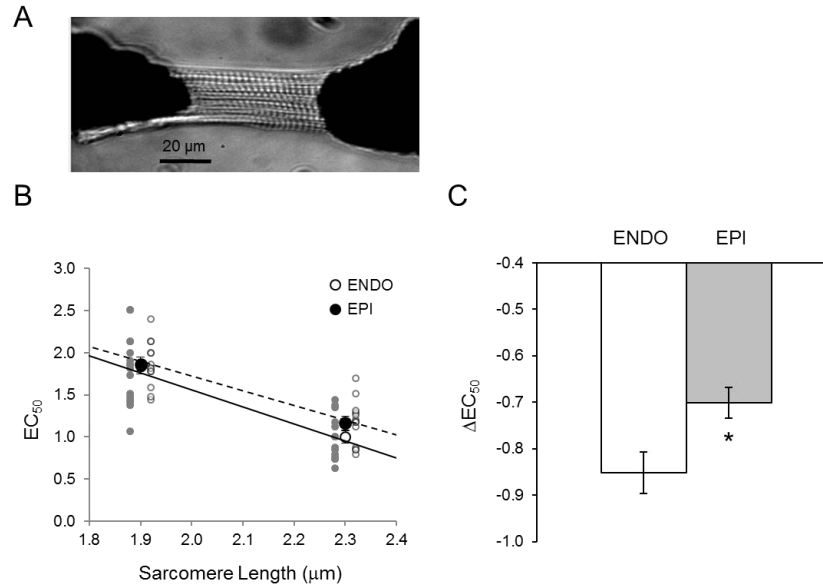 A
20 µm
B
EC50
3.0
2.5
2.0
1.5
1.0
0.5
0.0
ENDO
EPI
1.8 1.9 2.0 2.1 2.2 2.3 2.4
Sarcomere Length (µm)
C
ENDO EPI
ΔEC50
-0.4
-0.5
-0.6
-0.7
-0.8
-0.9
-1.0
*